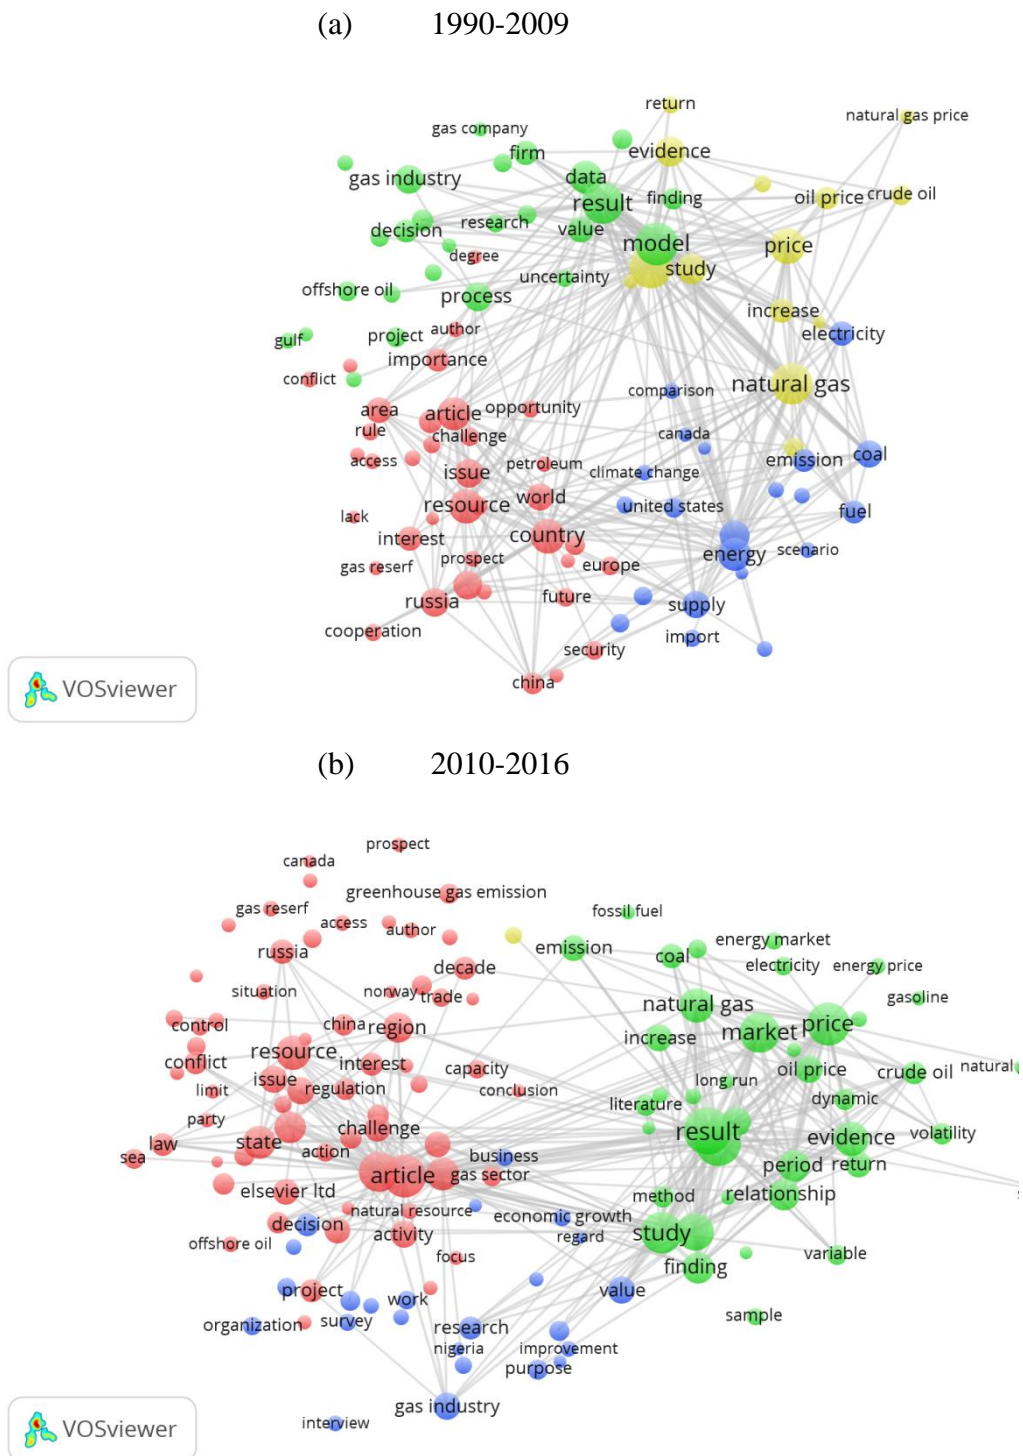 (a) 1990-2009
return
natural gas price
gas company
firm
evidence
gas industry
data
finding
oil price
crude oil
result
decision
research
value
model
price
degree
uncertainty
study
offshore oil
process
increase
gulf
project
author
electricity
importance
conflict
natural gas
comparison
area
article
opportunity
rule
challenge
canada
access
issue
petroleum
climate change
emission
coal
resource
world
united states
fuel
lack
interest
country
energy
scenario
gas reserf
prospect
europe
russia
future
supply
cooperation
security
import
china
VOSviewer
(b) 2010-2016
prospect
canada
greenhouse gas emission
gas reserf
access
author
fossil fuel
russia
emission
coal
energy market
decade
electricity
energy price
situation
norway
trade
natural gas
gasoline
control
china
region
increase
market
price
conflict
resource
interest
capacity
oil price
crude oil
natural
limit
issue
regulation
conclusion
long run
literature
dynamic
party
challenge
result
evidence
volatility
law
state
action
business
sea
article
gas sector
period
return
elsevier ltd
method
relationship
decision
natural resource
economic growth
offshore oil
activity
regard
study
variable
focus
finding
project
work
value
organization
survey
research
sample
nigeria
improvement
purpose
gas industry
interview
VOSviewer